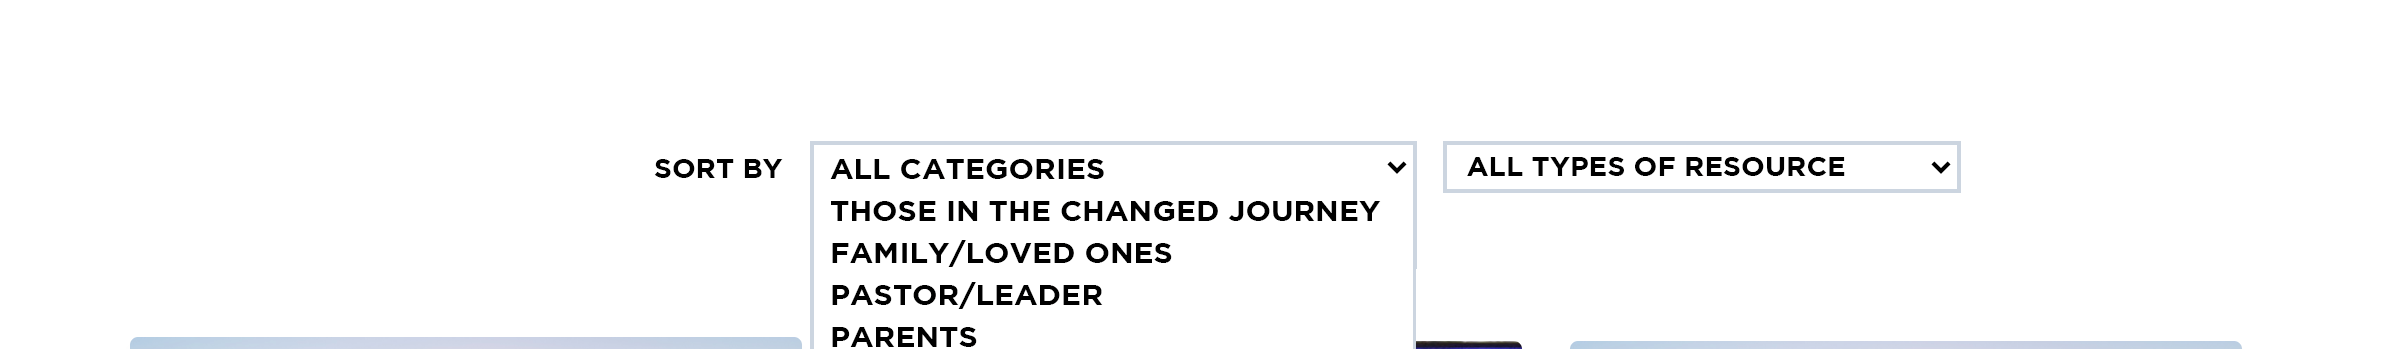 SORT BY
ALL CATEGORIES
ALL TYPES OF RESOURCE
THOSE IN THE CHANGED JOURNEY
FAMILY/LOVED ONES
PASTOR/LEADER
PARENTS